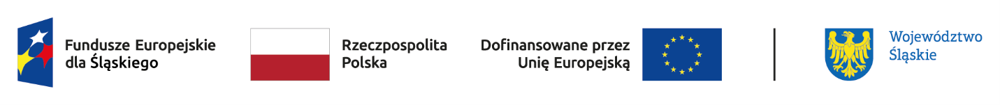 Fundusze Europejskie
dla Śląskiego
Rzeczpospolita
Polska
Dofinansowane przez
Unię Europejską
Województwo
Śląskie